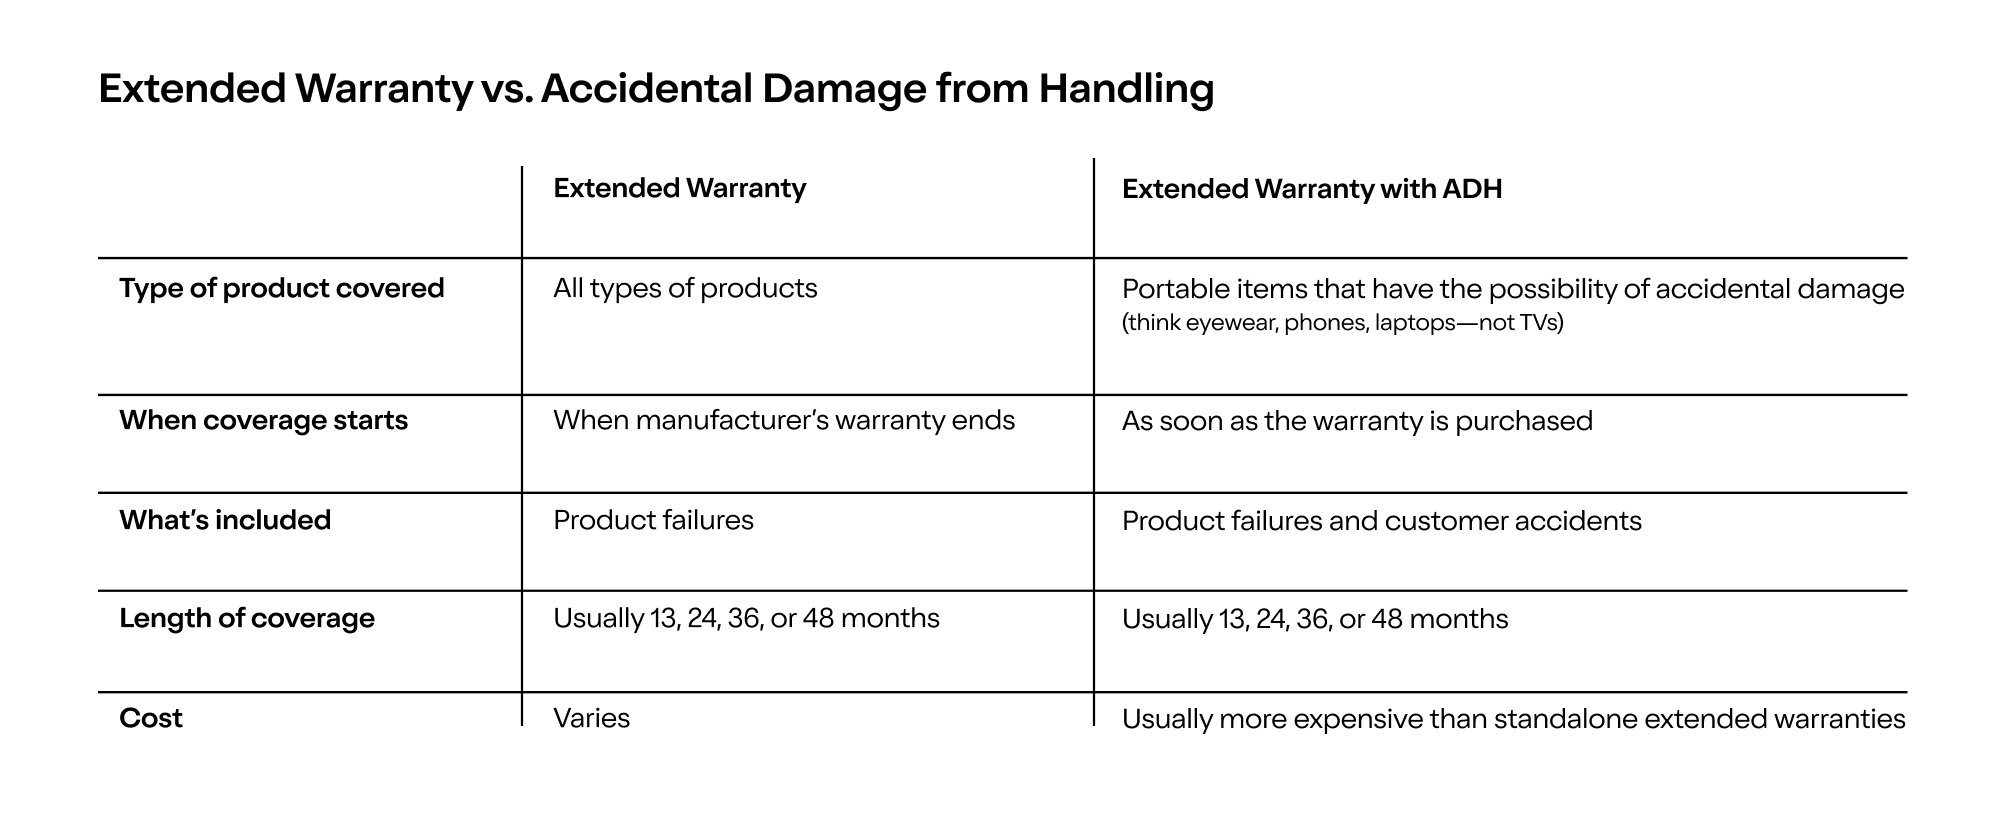 Extended Warranty vs. Accidental Damage from Handling
Extended Warranty
Extended Warranty with ADH
Type of product covered
All types of products
Portable items that have the possibility of accidental damage
(think eyewear, phones, laptops—not TVs)
When coverage starts
When manufacturer’s warranty ends
As soon as the warranty is purchased
What’s included
Product failures
Product failures and customer accidents
Length of coverage
Usually 13, 24, 36, or 48 months
Usually 13, 24, 36, or 48 months
Cost
Varies
Usually more expensive than standalone extended warranties